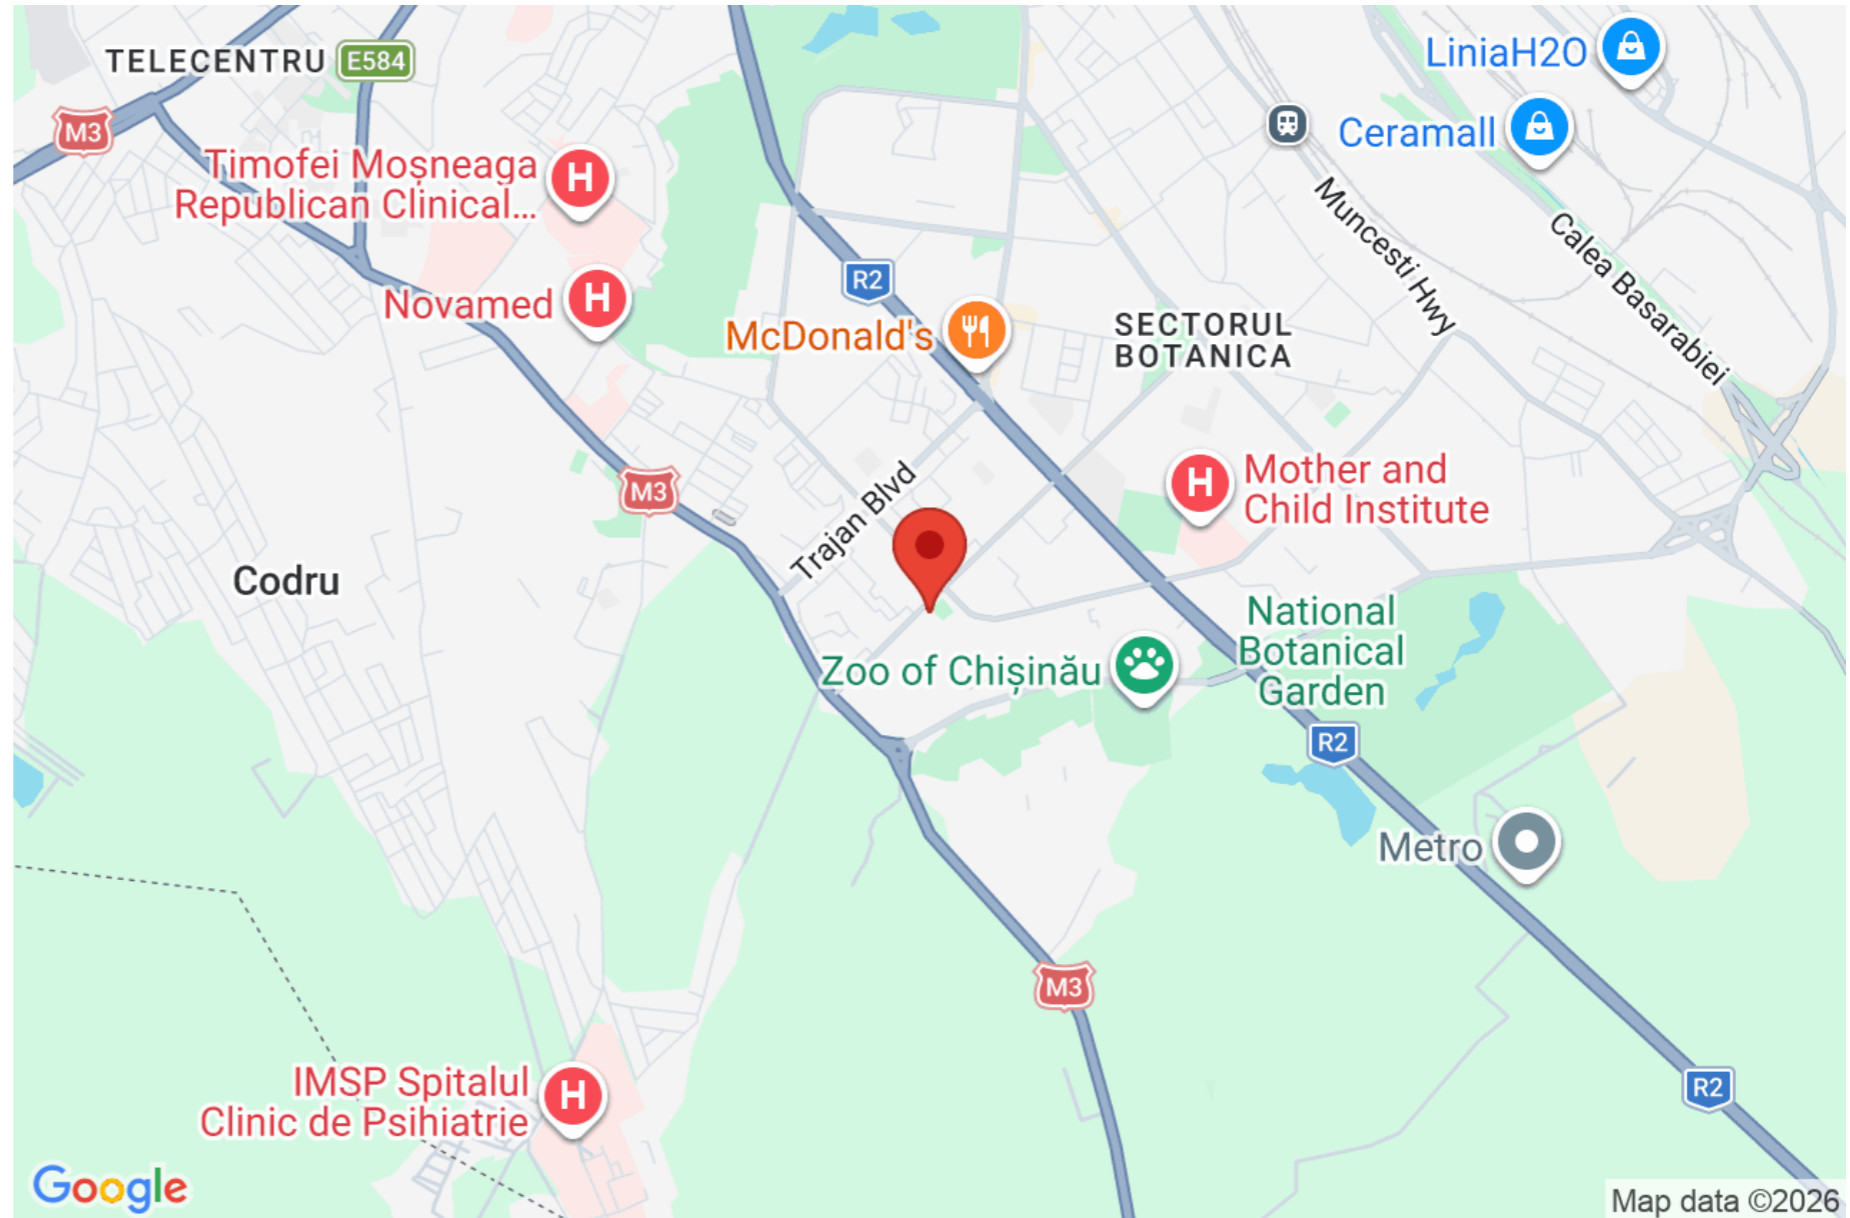 TELECENTRU
E584
LiniaH2O
M3
Ceramall
Timofei Moșneaga
Republican Clinical...
Muncesti Hwy
Calea Basarabiei
R2
Novamed
McDonald's
SECTORUL
BOTANICA
M3
Trajan Blvd
Mother and
Child Institute
Codru
National
Botanical
Garden
Zoo of Chișinău
R2
Metro
M3
IMSP Spitalul
Clinic de Psihiatrie
R2
Google
Map data ©2026